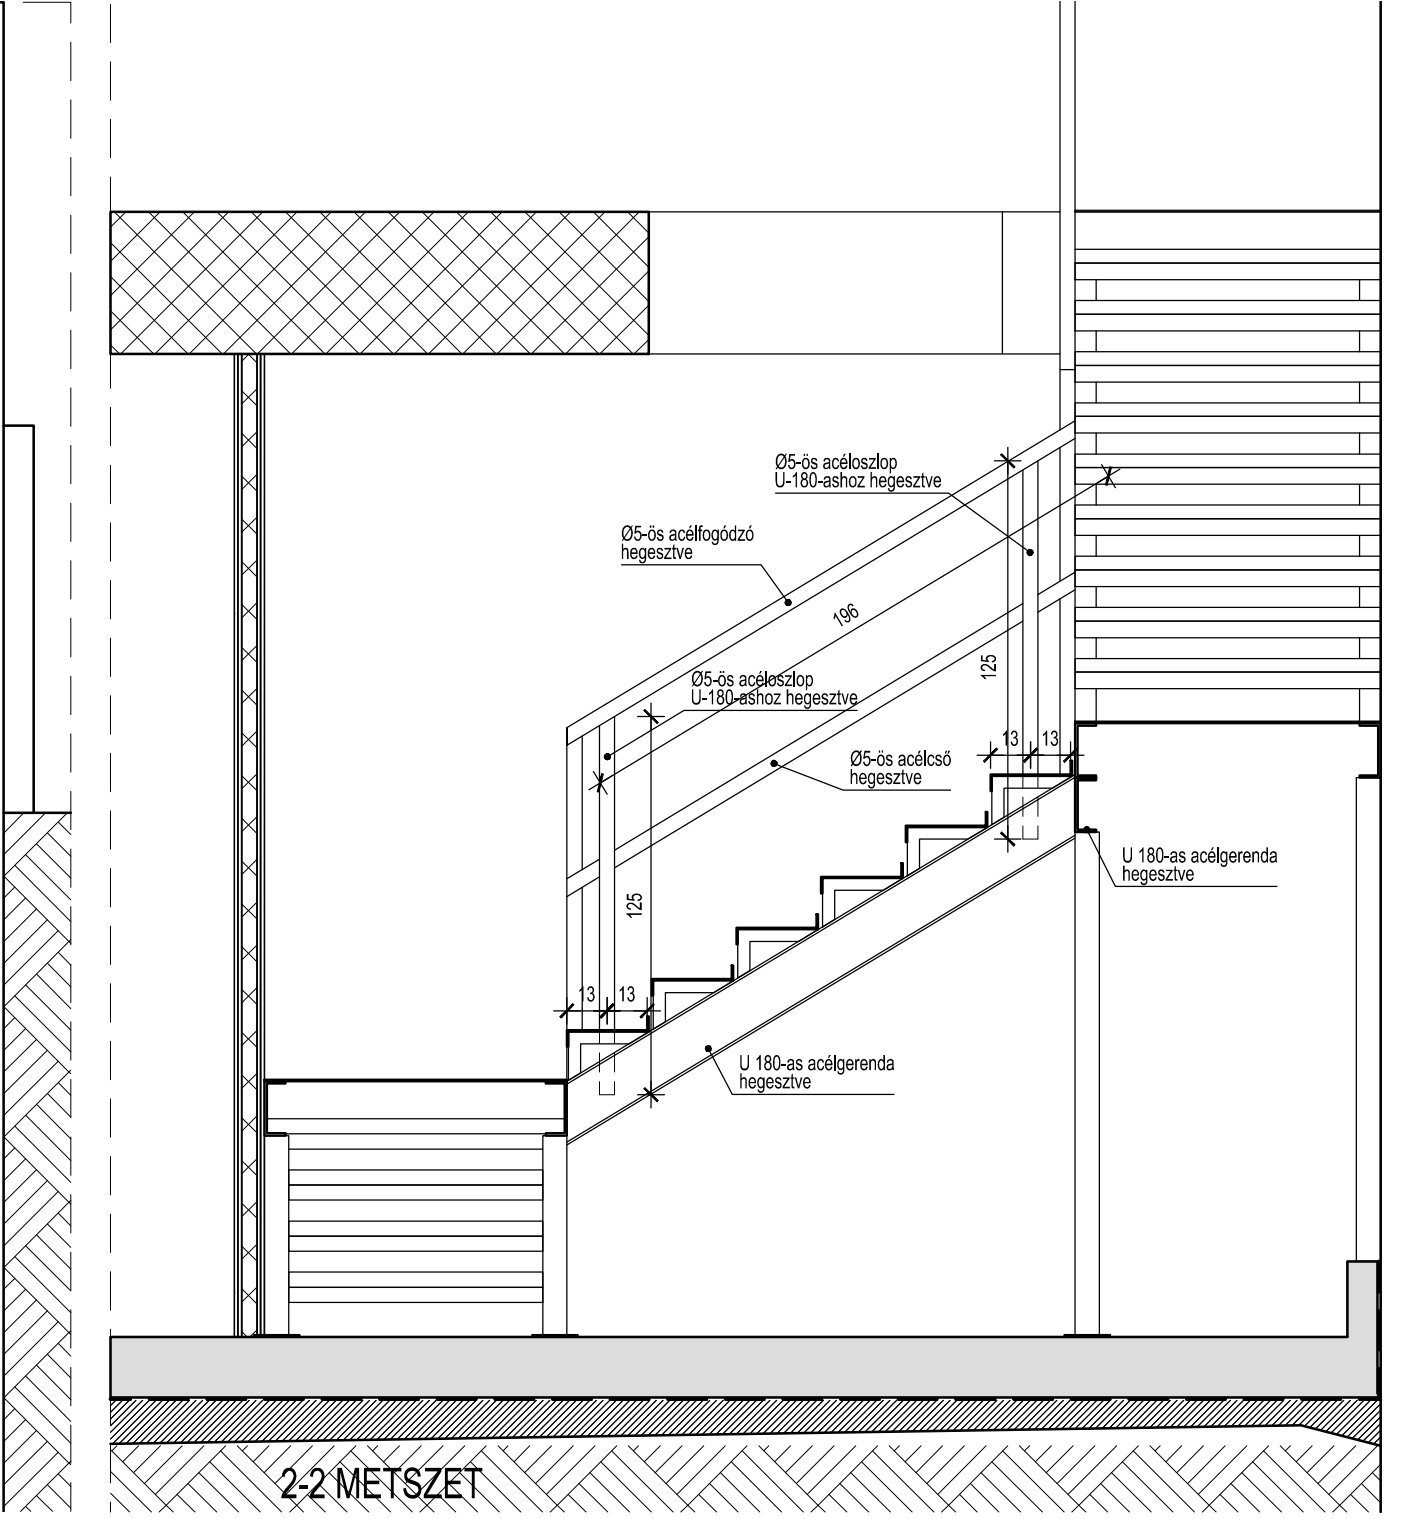 Ø5-ös acéloszlop
U-180-ashoz hegesztve
Ø5-ös acélfogódzó
hegesztve
196
125
Ø5-ös acéloszlop
U-180-ashoz hegesztve
13
13
Ø5-ös acélcső
hegesztve
U 180-as acélgerenda
hegesztve
125
13
13
U 180-as acélgerenda
hegesztve
2-2 METSZET